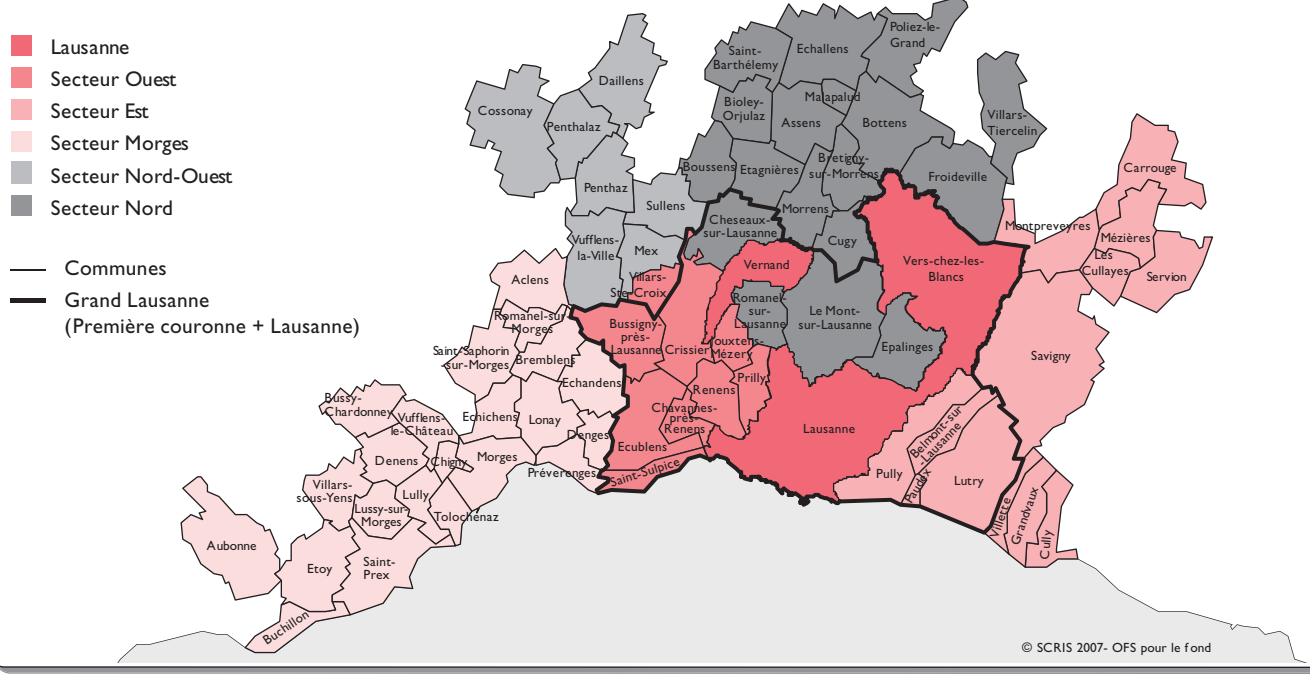 Lausanne
Secteur Ouest
Secteur Est
Secteur Morges
Secteur Nord-Ouest
Secteur Nord
Communes
Grand Lausanne
(Première couronne + Lausanne)
Poliez-le-
Grand
Echallens
Saint-
Barthélemy
Daillens
Cossonay
Penthalaz
Malapalud
Bioley-
Orjulaz
Assens
Bottens
Villars-
Tiercelin
Boussens
Etagnières
Bretigny-
sur-Morrens
Froideville
Carrouge
Penthaz
Sullens
Morrens
Cheseaux-
sur-Lausanne
Cugy
Montpreveyres
Mézières
Les
Cullayes
Servion
Vufflens-
la-Ville
Mex
Villars-
Ste-Croix
Vernand
Vers-chez-les-
Blancs
Aclens
Romanel-sur-
Morges
Romanel-
sur-
Lausanne
Le Mont-
sur-Lausanne
Epalinges
Bussigny-
près-
Lausanne
Crissier
Jouxtens-
Mézery
Saint-Saphorin
-sur-Morges
Bremblens
Echandens
Prilly
Renens
Savigny
Bussy-
Chardonney
Vufflens-
le-Château
Echichens
Lonay
Denges
Chavannes-
près-
Renens
Ecublens
Lausanne
Belmont-sur
-Lausanne
Denens
Chigny
Morges
Préverenges
Saint-Sulpice
Pully
Paudex
Lutry
Villars-
sous-Yens
Lully
Lussy-sur-
Morges
Tolochenaz
Villette
Grandvaux
Cully
Aubonne
Etoy
Saint-
Prex
Buchillon
© SCRIS 2007- OFS pour le fond